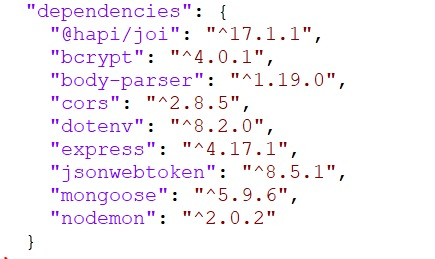 "dependencies": {
"@hapi/joi": "^17.1.1",
"bcrypt": "^4.0.1",
"body-parser": "^1.19.0",
"cors": "^2.8.5",
"dotenv": "^8.2.0",
"express": "^4.17.1",
"jsonwebtoken": "^8.5.1",
"mongoose": "^5.9.6",
"nodemon": "^2.0.2"
}